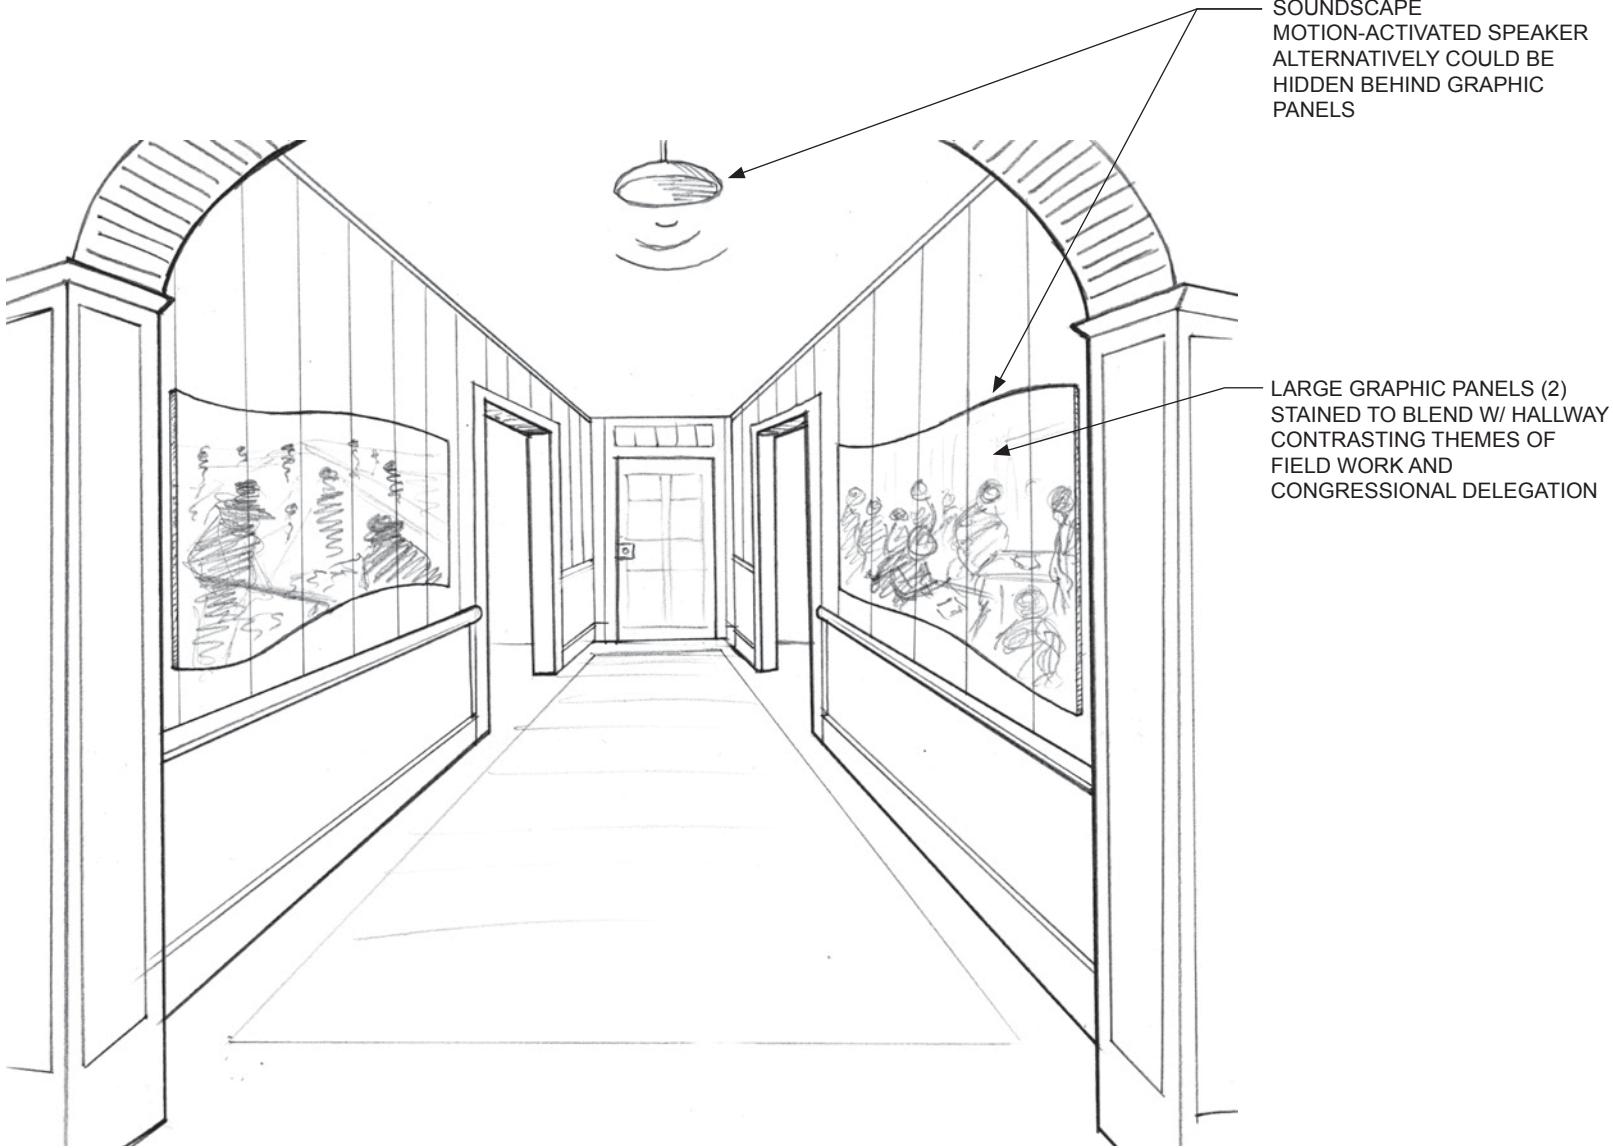 SOUNDSCAPE
MOTION-ACTIVATED SPEAKER
ALTERNATIVELY COULD BE
HIDDEN BEHIND GRAPHIC
PANELS
LARGE GRAPHIC PANELS (2)
STAINED TO BLEND W/ HALLWAY
CONTRASTING THEMES OF
FIELD WORK AND
CONGRESSIONAL DELEGATION